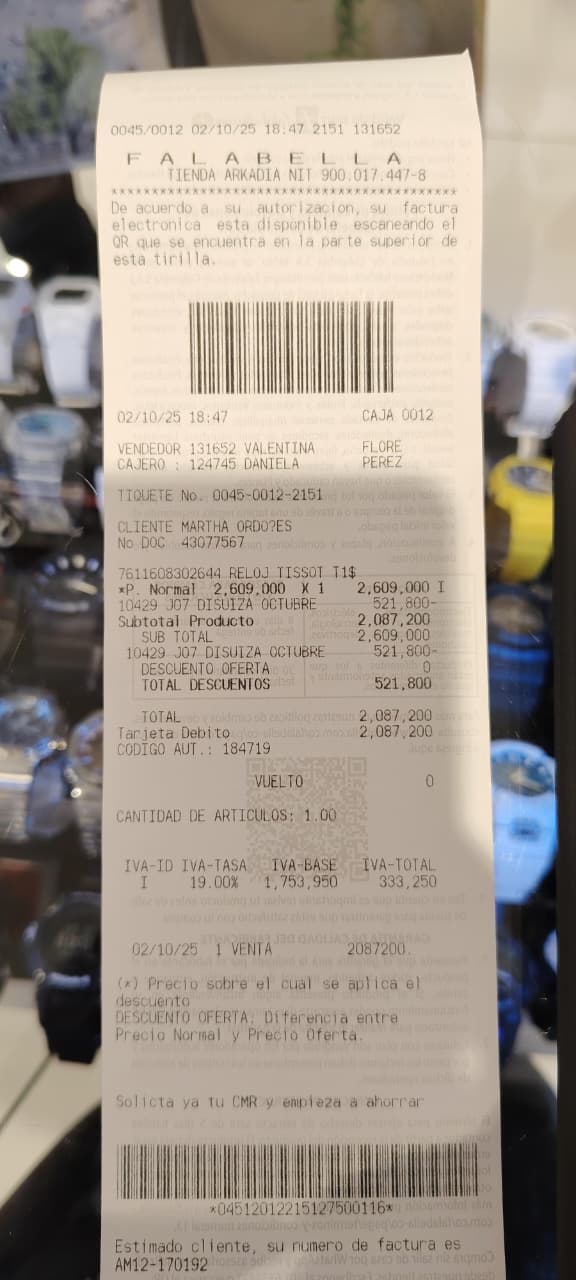 0045/0012 02/10/25 18:47 2151 131652
FALABELLA
TIENDA ARKADIA NIT 900.017.447-8
****************************************
De acuerdo a su autorizacion, su factura
electronica esta disponible escaneando el
QR que se encuentra en la parte superior de
esta tirilla.
02/10/25 18:47 CAJA 0012
VENDEDOR 131652 VALENTINA FLORE
CAJERO : 124745 DANIELA PEREZ
TIQUETE No. 0045-0012-2151
CLIENTE MARTHA ORDO?ES
No DOC 43077567
7611608302644 RELOJ TISSOT T1$
*P. Normal 2,609,000 X 1 2,609,000 I
10429 J07 DISUIZA OCTUBRE 521,800-
Subtotal Producto 2,087,200
SUB TOTAL 2,609,000
10429 J07 DISUIZA OCTUBRE 521,800-
DESCUENTO OFERTA 0
TOTAL DESCUENTOS 521,800
TOTAL 2,087,200
Tarjeta Debito 2,087,200
CODIGO AUT.: 184719
VUELTO 0
CANTIDAD DE ARTICULOS: 1.00
IVA-ID IVA-TASA IVA-BASE IVA-TOTAL
I 19.00% 1,753,950 333,250
02/10/25 1 VENTA 2087200.
(*) Precio sobre el cual se aplica el
descuento
DESCUENTO OFERTA: Diferencia entre
Precio Normal y Precio Oferta.
Solicta ya tu CMR y empieza a ahorrar
*04512012215127500116*
Estimado cliente, su numero de factura es
AM12-170192